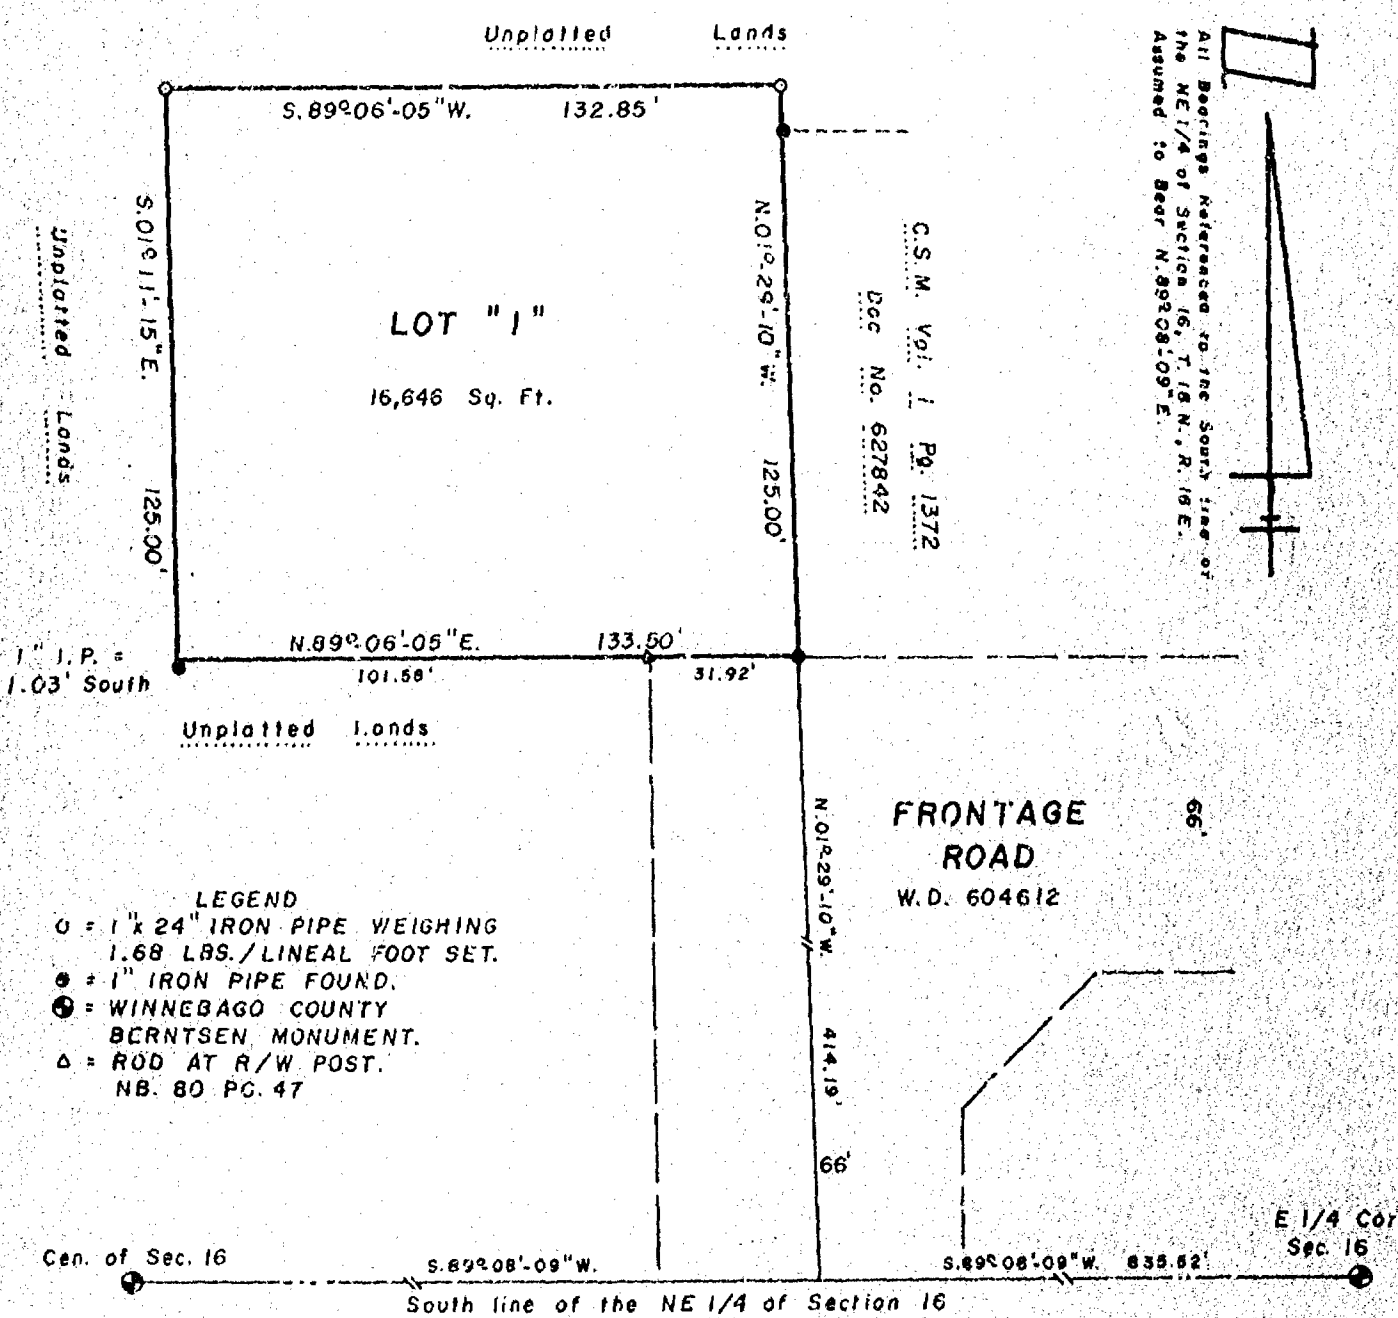 Unplatted Lands
S.89°-06'-05"W. 132.85'
All Bearings Referenced to the South line of
the NE 1/4 of Section 16, T. 18 N., R. 16 E.
Assumed to Bear N.89°08'-09"E.
Unplatted Lands
S.01°11'-15"E. 125.00'
LOT "1"
16,646 Sq. Ft.
N.01°-29'-10"W. 125.00'
C.S.M. Vol. 1 Pg. 1372
Doc No. 627842
N.89°-06'-05"E. 133.50'
1" I.P. =
1.03' South
101.58' 31.92'
Unplatted Lands
N.01°-29'-10"W. 414.19'
66'
FRONTAGE
ROAD
W.D. 604612
66'
LEGEND
O = 1"x 24" IRON PIPE WEIGHING
1.68 LBS./LINEAL FOOT SET.
● = 1" IRON PIPE FOUND.
= WINNEBAGO COUNTY
BERNTSEN MONUMENT.
Δ = ROD AT R/W POST.
NB. 80 PG. 47
E 1/4 Cor
Sec. 16
Cen. of Sec. 16
S.89°08'-09"W. S.89°08'-09"W. 835.62'
South line of the NE 1/4 of Section 16